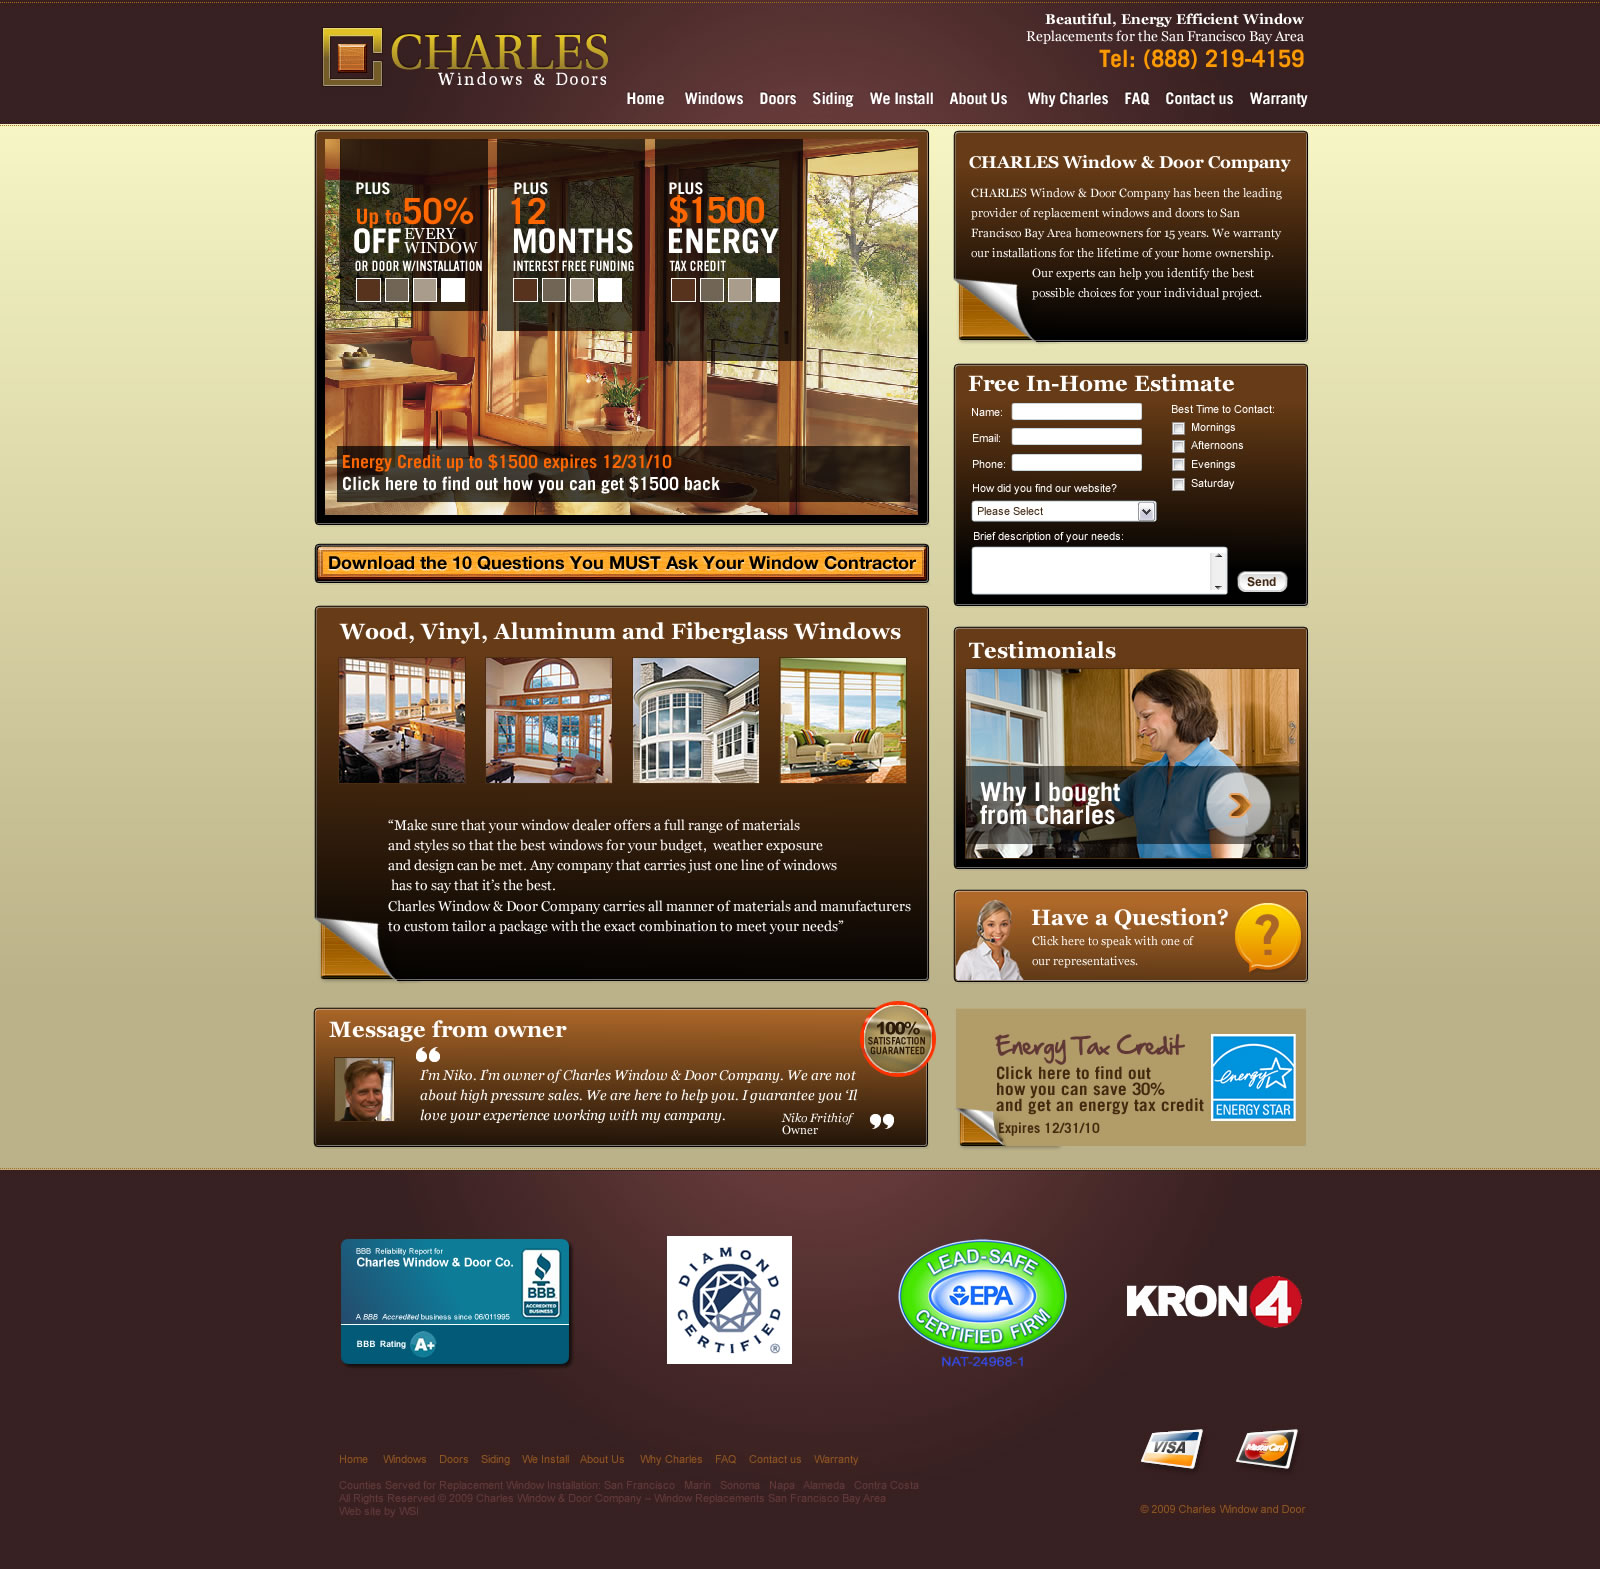 CHARLES
Windows & Doors
Beautiful, Energy Efficient Window
Replacements for the San Francisco Bay Area
Tel: (888) 219-4159
Home Windows Doors Siding We Install About Us Why Charles FAQ Contact us Warranty
PLUS
Up to 50%
OFF EVERY WINDOW
OR DOOR W/INSTALLATION
PLUS
12
MONTHS
INTEREST FREE FUNDING
PLUS
$1500
ENERGY
TAX CREDIT
Energy Credit up to $1500 expires 12/31/10
Click here to find out how you can get $1500 back
Download the 10 Questions You MUST Ask Your Window Contractor
Wood, Vinyl, Aluminum and Fiberglass Windows
“Make sure that your window dealer offers a full range of materials
and styles so that the best windows for your budget, weather exposure
and design can be met. Any company that carries just one line of windows
has to say that it’s the best.
Charles Window & Door Company carries all manner of materials and manufacturers
to custom tailor a package with the exact combination to meet your needs”
Message from owner
100%
SATISFACTION
GUARANTEED
“
I’m Niko. I’m owner of Charles Window & Door Company. We are not
about high pressure sales. We are here to help you. I guarantee you ‘Il
love your experience working with my campany.
Niko Frithiof
Owner
”
CHARLES Window & Door Company
CHARLES Window & Door Company has been the leading
provider of replacement windows and doors to San
Francisco Bay Area homeowners for 15 years. We warranty
our installations for the lifetime of your home ownership.
Our experts can help you identify the best
possible choices for your individual project.
Free In-Home Estimate
Name:
Email:
Phone:
Best Time to Contact:
Mornings
Afternoons
Evenings
Saturday
How did you find our website?
Please Select
Brief description of your needs:
Send
Testimonials
Why I bought
from Charles
Have a Question?
Click here to speak with one of
our representatives.
?
Energy Tax Credit
Click here to find out
how you can save 30%
and get an energy tax credit
Expires 12/31/10
energy
ENERGY STAR
BBB Reliability Report for
Charles Window & Door Co.
A BBB Accredited business since 06/011995
BBB
ACCREDITED
BUSINESS
BBB Rating A+
DIAMOND
CERTIFIED
®
LEAD-SAFE
EPA
CERTIFIED FIRM
NAT-24968-1
KRON 4
VISA
MasterCard
Home Windows Doors Siding We Install About Us Why Charles FAQ Contact us Warranty
Counties Served for Replacement Window Installation: San Francisco Marin Sonoma Napa Alameda Contra Costa
All Rights Reserved © 2009 Charles Window & Door Company – Window Replacements San Francisco Bay Area
Web site by WSI
© 2009 Charles Window and Door